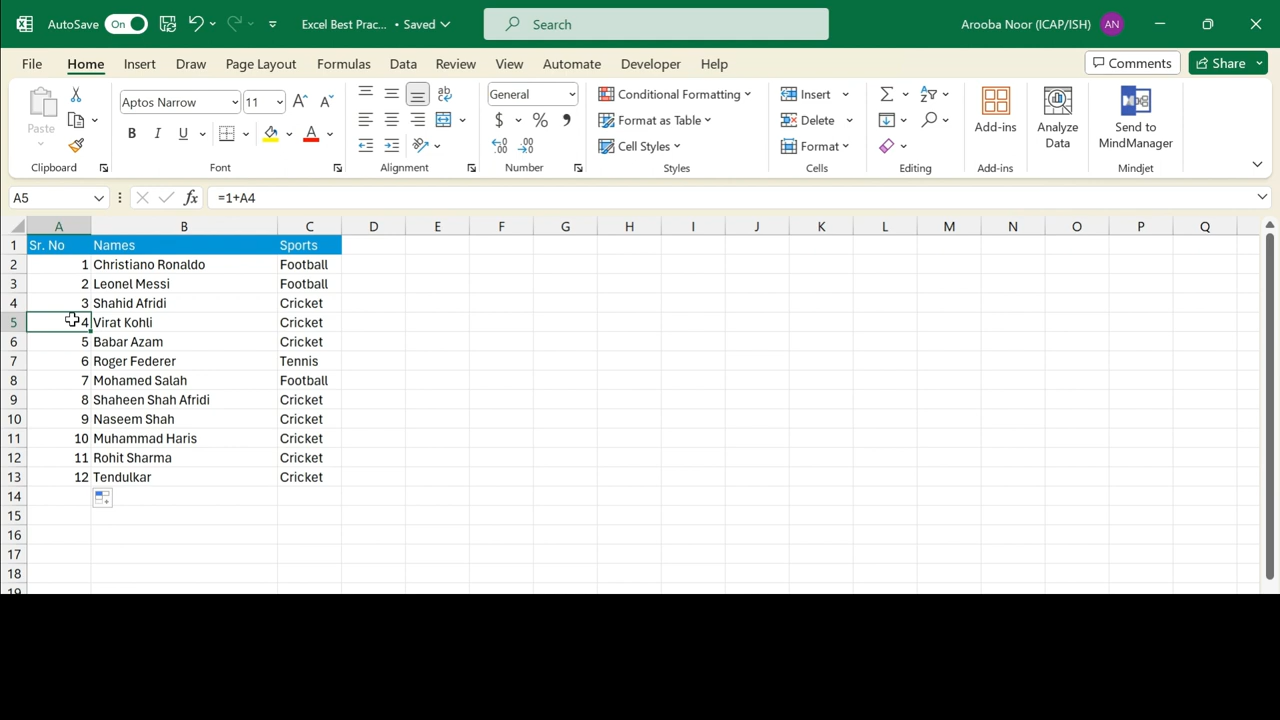 AutoSave On Excel Best Prac... • Saved Search Arooba Noor (ICAP/ISH) AN
File Home Insert Draw Page Layout Formulas Data Review View Automate Developer Help Comments Share
Paste Aptos Narrow 11 General Conditional Formatting Insert Add-ins Analyze Data Send to MindManager
B I U A $ % , Format as Table Delete
Cell Styles Format
Clipboard Font Alignment Number Styles Cells Editing Add-ins Mindjet
A5 fx =1+A4
A B C D E F G H I J K L M N O P Q
1 Sr. No Names Sports
2 1 Christiano Ronaldo Football
3 2 Leonel Messi Football
4 3 Shahid Afridi Cricket
5 4 Virat Kohli Cricket
6 5 Babar Azam Cricket
7 6 Roger Federer Tennis
8 7 Mohamed Salah Football
9 8 Shaheen Shah Afridi Cricket
10 9 Naseem Shah Cricket
11 10 Muhammad Haris Cricket
12 11 Rohit Sharma Cricket
13 12 Tendulkar Cricket
14
15
16
17
18
19